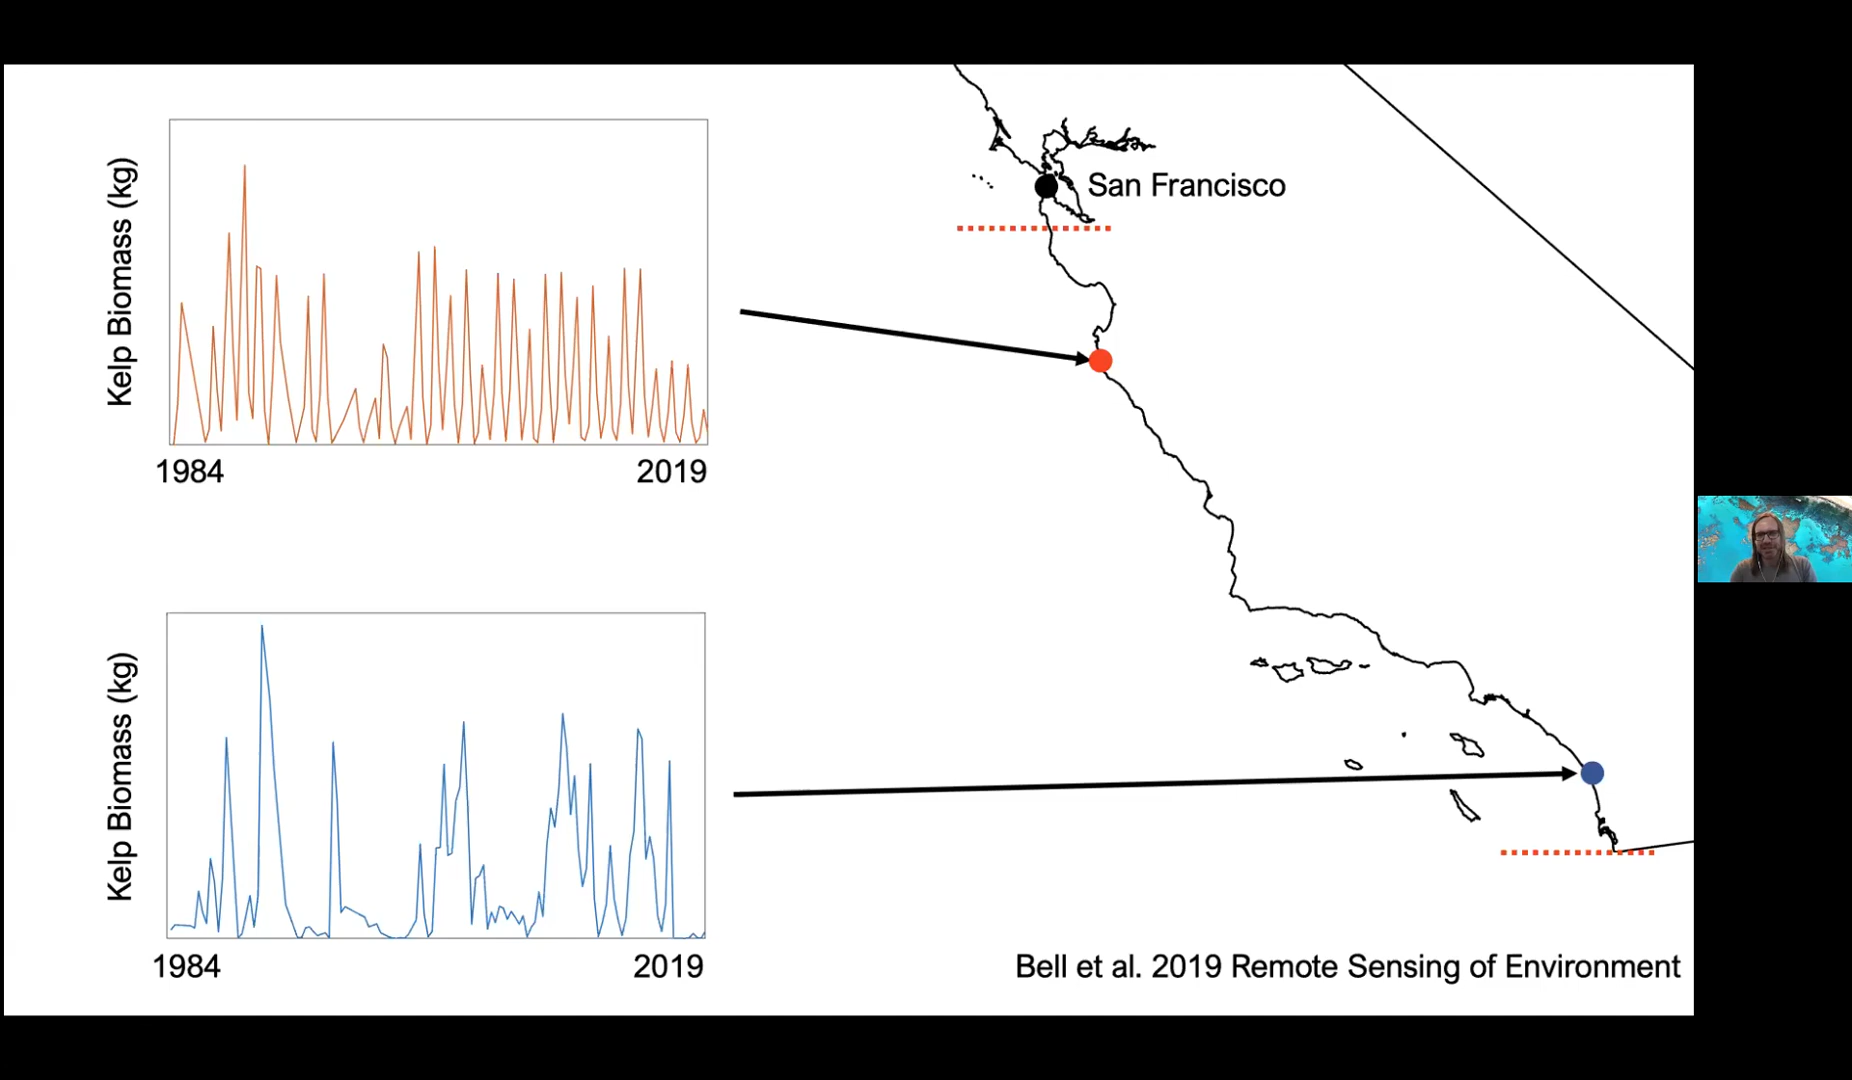 San Francisco
Kelp Biomass (kg)
1984
2019
Kelp Biomass (kg)
1984
2019
Bell et al. 2019 Remote Sensing of Environment